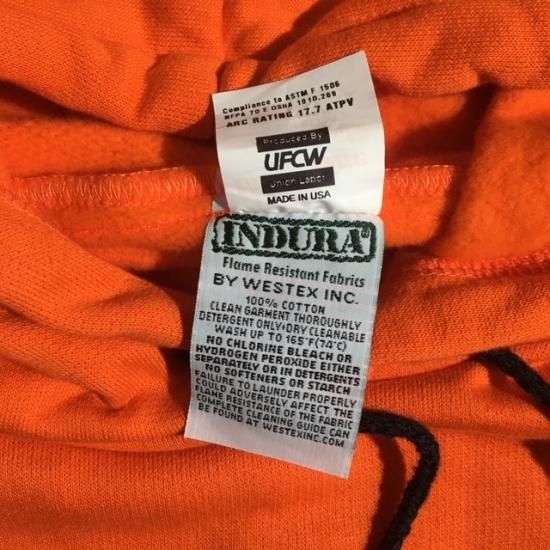 Compliance to ASTM F 1506
NFPA 70 E OSHA 1910.269
ARC RATING 17.7 ATPV
Produced By
UFCW
Union Labor
MADE IN USA
INDURA®
Flame Resistant Fabrics
BY WESTEX INC.
100% COTTON
CLEAN GARMENT THOROUGHLY
DETERGENT ONLY•DRY CLEANABLE
WASH UP TO 165°F(74°C)
NO CHLORINE BLEACH OR
HYDROGEN PEROXIDE EITHER
SEPARATELY OR IN DETERGENTS
NO SOFTENERS OR STARCH
FAILURE TO LAUNDER PROPERLY
COULD ADVERSELY AFFECT THE
FLAME RESISTANCE OF THE FABRIC
COMPLETE CLEANING GUIDE CAN
BE FOUND AT WESTEXINC.COM